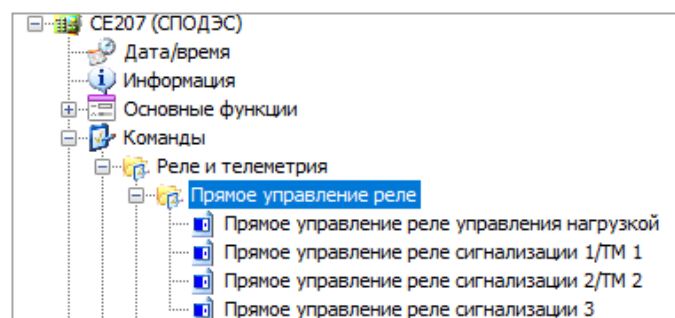 CE207 (СПОДЭС)
Дата/время
Информация
Основные функции
Команды
Реле и телеметрия
Прямое управление реле
Прямое управление реле управления нагрузкой
Прямое управление реле сигнализации 1/ТМ 1
Прямое управление реле сигнализации 2/ТМ 2
Прямое управление реле сигнализации 3